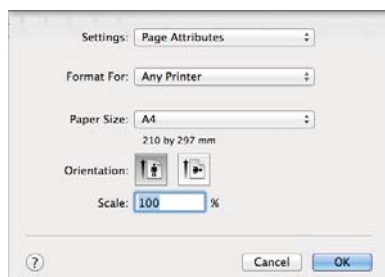 Settings: Page Attributes
Format For: Any Printer
Paper Size: A4
210 by 297 mm
Orientation:
Scale: 100 %
? Cancel OK